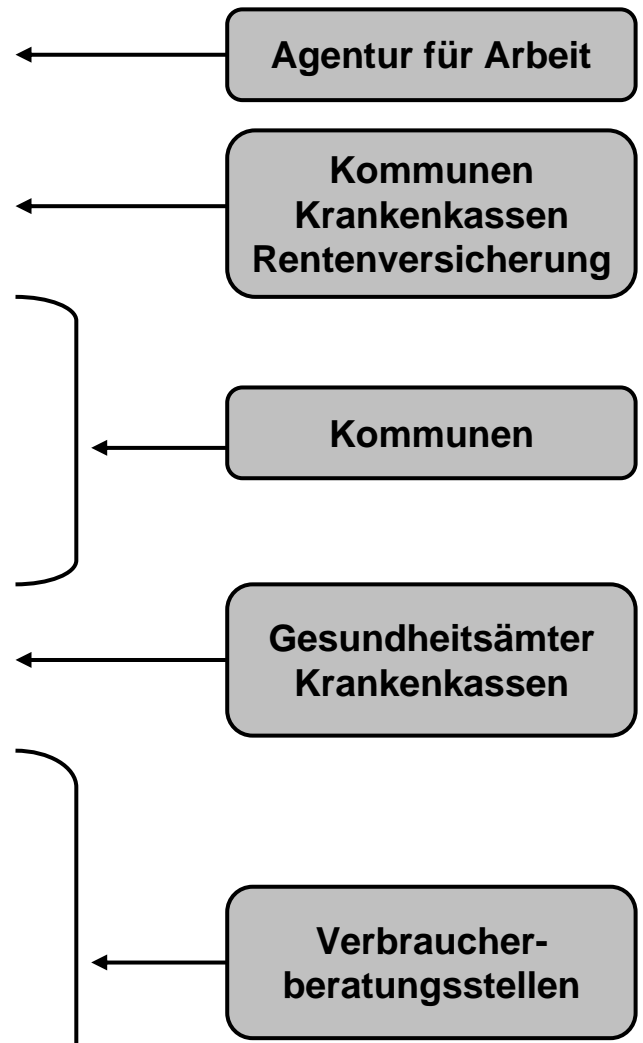 Agentur für Arbeit
Kommunen
Krankenkassen
Rentenversicherung
Kommunen
Gesundheitsämter
Krankenkassen
Verbraucher-
beratungsstellen